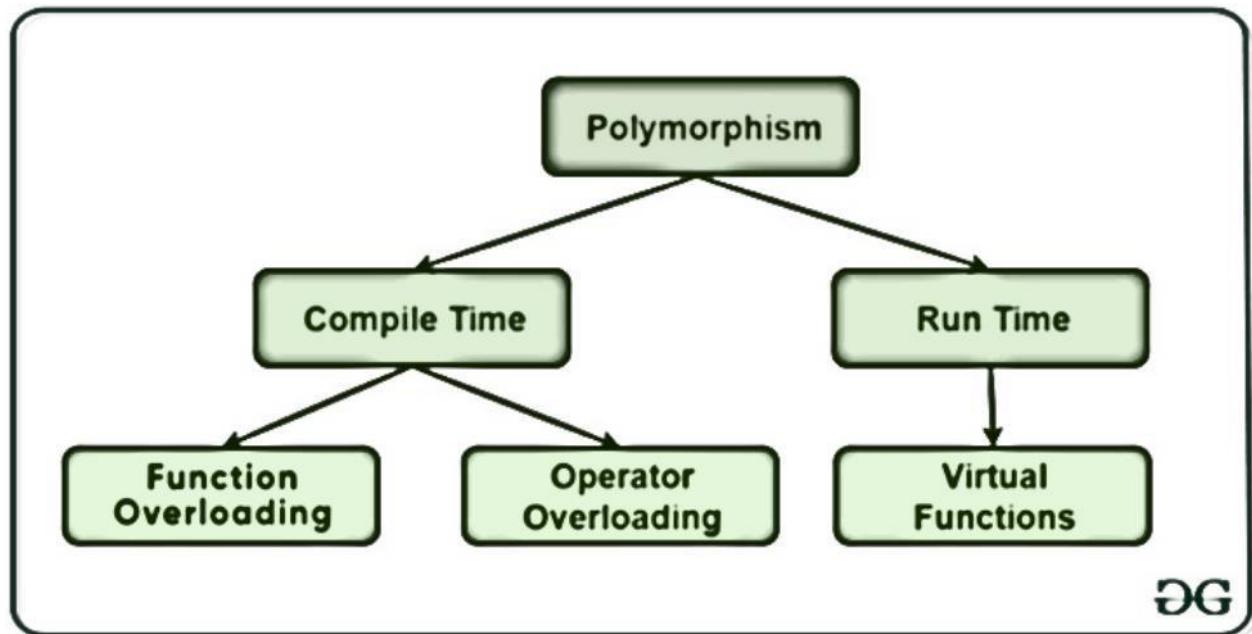 Polymorphism
Compile Time
Run Time
Function
Overloading
Operator
Overloading
Virtual
Functions
GG